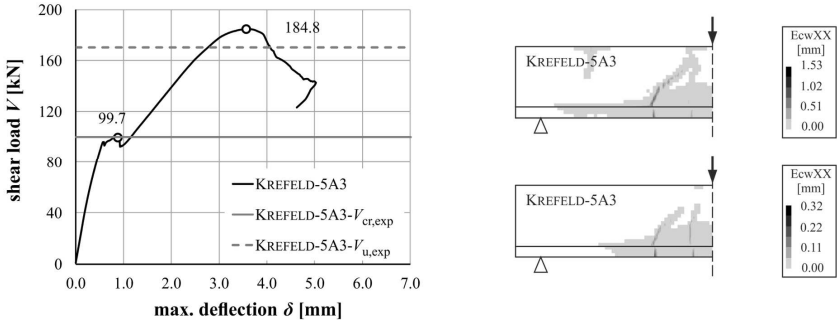 200
160
120
80
40
0
0.0 1.0 2.0 3.0 4.0 5.0 6.0 7.0
shear load V [kN]
max. deflection δ [mm]
184.8
99.7
KREFELD-5A3
KREFELD-5A3-Vcr,exp
KREFELD-5A3-Vu,exp
KREFELD-5A3
EcwXX
[mm]
1.53
1.02
0.51
0.00
KREFELD-5A3
EcwXX
[mm]
0.32
0.22
0.11
0.00